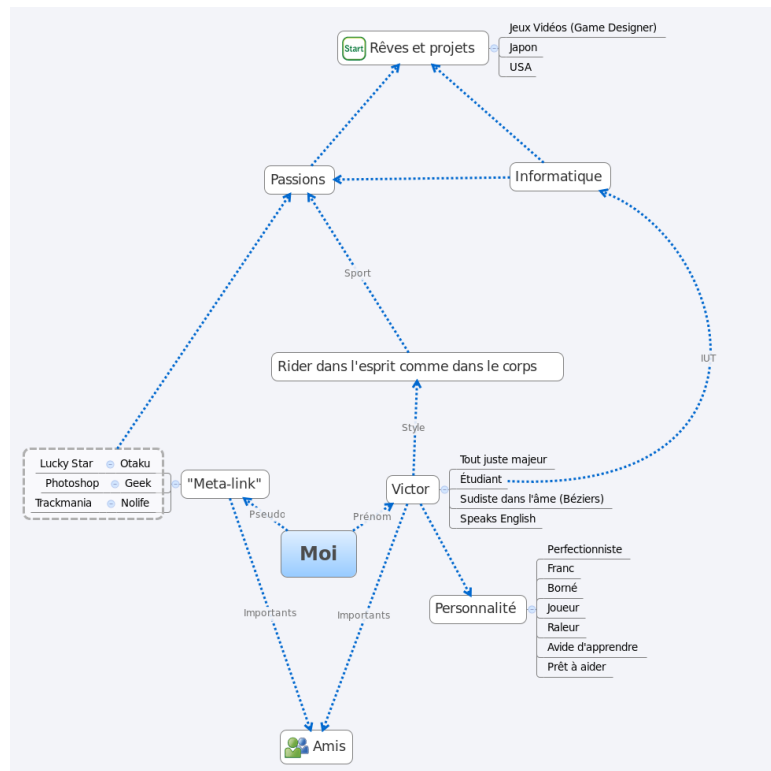 Jeux Vidéos (Game Designer)
Start Rêves et projets
Japon
USA
Passions
Informatique
Sport
IUT
Rider dans l'esprit comme dans le corps
Style
Lucky Star Otaku
Photoshop Geek
Trackmania Nolife
"Meta-link"
Victor
Tout juste majeur
Étudiant
Sudiste dans l'âme (Béziers)
Speaks English
Pseudo
Prénom
Moi
Personnalité
Perfectionniste
Franc
Borné
Joueur
Raleur
Avide d'apprendre
Prêt à aider
Importants
Importants
Amis